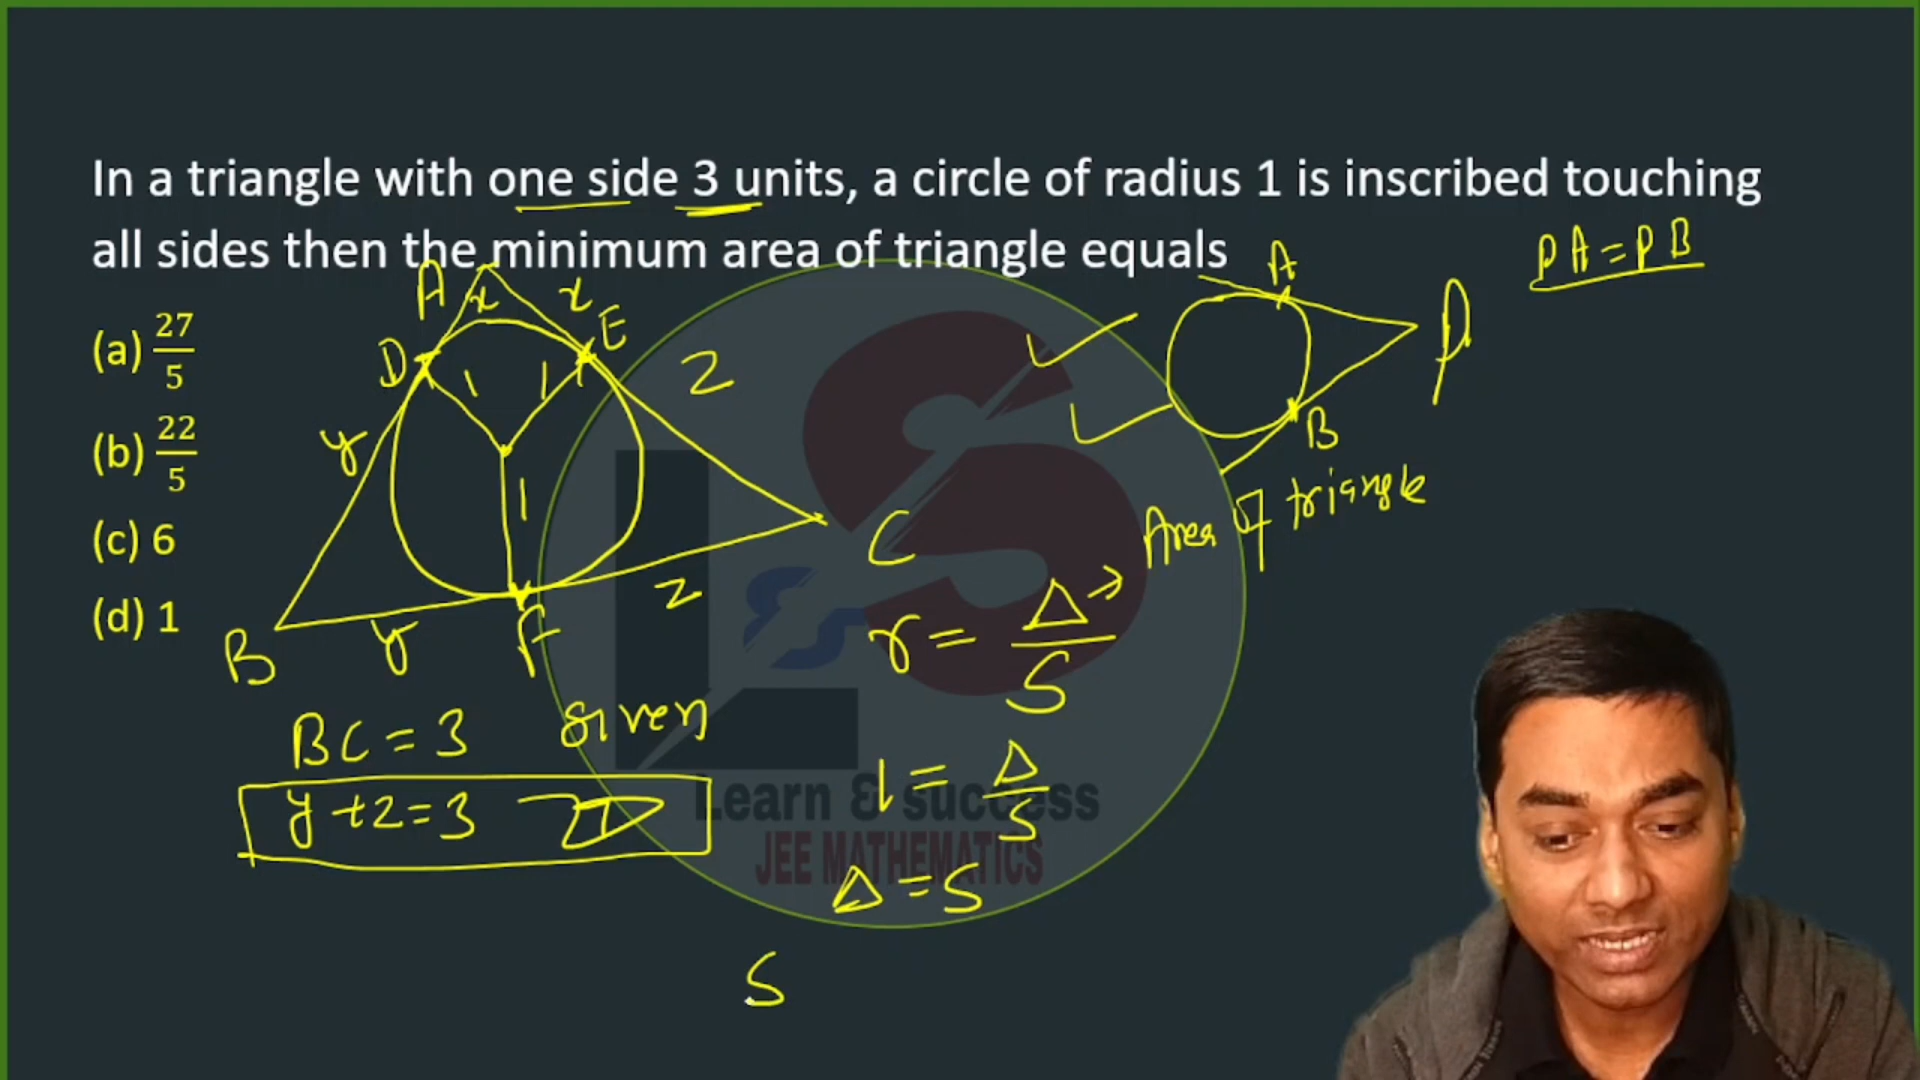 In a triangle with one side 3 units, a circle of radius 1 is inscribed touching
all sides then the minimum area of triangle equals
PA = PB
(a) 27/5
(b) 22/5
(c) 6
(d) 1
A
x
x
D
E
1
1
1
y
z
z
y
B
F
C
A
P
B
Area of triangle
r = Δ/S
BC = 3 given
y + z = 3
1 = Δ/S
Δ = S
S
LS
Learn & success
JEE MATHEMATICS